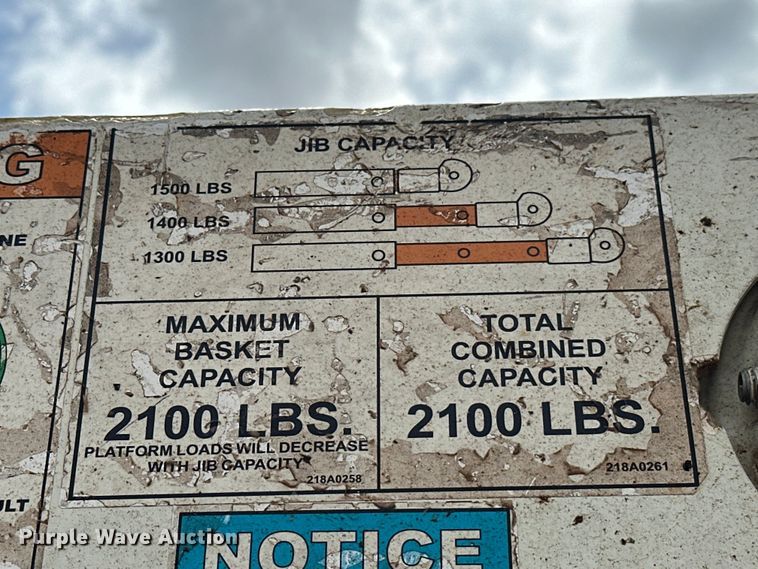 G
NE
ULT
JIB CAPACITY
1500 LBS
1400 LBS
1300 LBS
MAXIMUM
BASKET
CAPACITY
2100 LBS.
PLATFORM LOADS WILL DECREASE
WITH JIB CAPACITY
218A0258
TOTAL
COMBINED
CAPACITY
2100 LBS.
218A0261
NOTICE
Purple Wave Auction